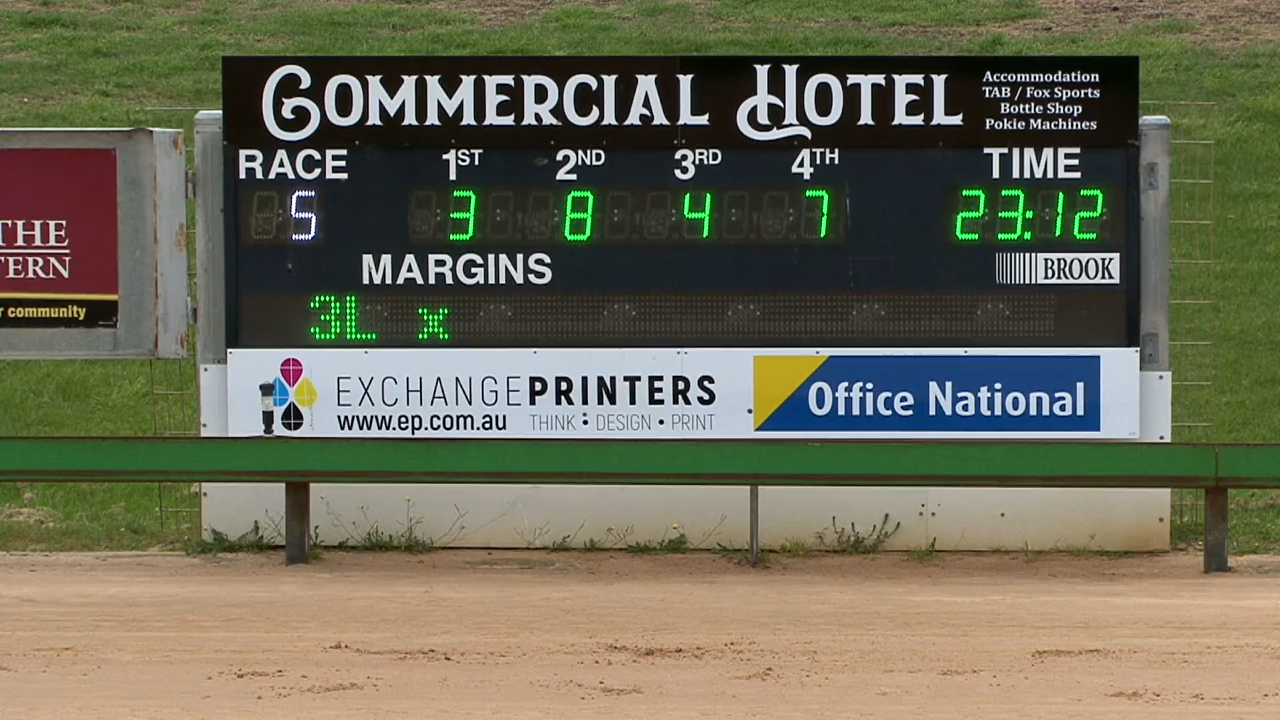 COMMERCIAL HOTEL
Accommodation
TAB / Fox Sports
Bottle Shop
Pokie Machines
RACE 1ST 2ND 3RD 4TH TIME
5 3 8 4 7 23:12
MARGINS
BROOK
3L x
THE
TERN
r community
EXCHANGEPRINTERS
www.ep.com.au THINK : DESIGN • PRINT
Office National